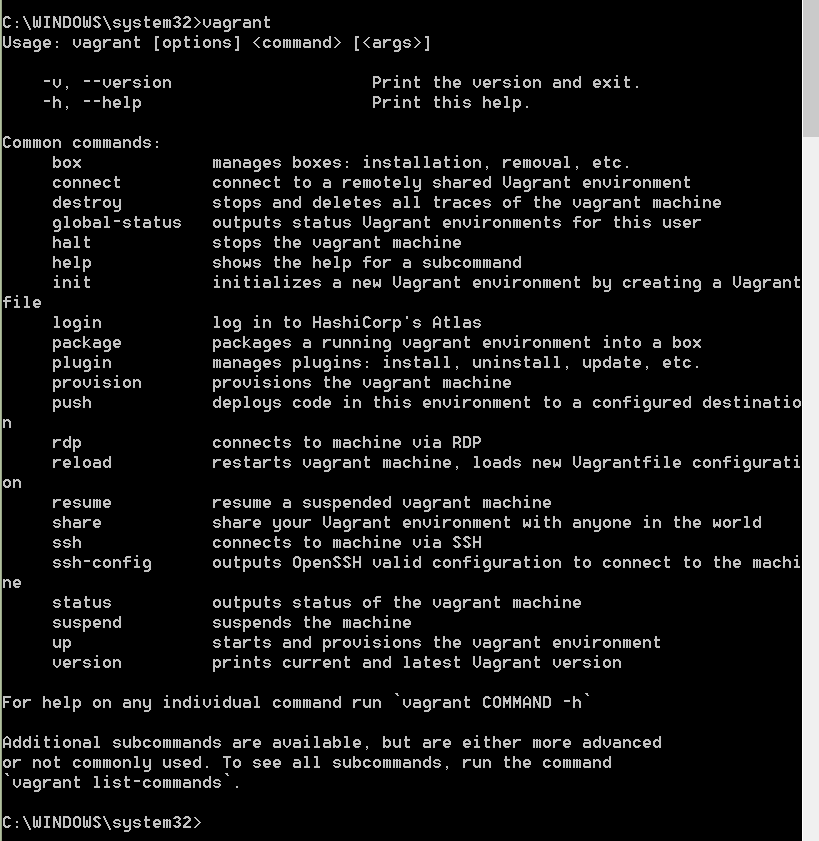 C:\WINDOWS\system32>vagrant
Usage: vagrant [options] <command> [<args>]
-v, --version Print the version and exit.
-h, --help Print this help.
Common commands:
box manages boxes: installation, removal, etc.
connect connect to a remotely shared Vagrant environment
destroy stops and deletes all traces of the vagrant machine
global-status outputs status Vagrant environments for this user
halt stops the vagrant machine
help shows the help for a subcommand
init initializes a new Vagrant environment by creating a Vagrant
file
login log in to HashiCorp's Atlas
package packages a running vagrant environment into a box
plugin manages plugins: install, uninstall, update, etc.
provision provisions the vagrant machine
push deploys code in this environment to a configured destinatio
n
rdp connects to machine via RDP
reload restarts vagrant machine, loads new Vagrantfile configurati
on
resume resume a suspended vagrant machine
share share your Vagrant environment with anyone in the world
ssh connects to machine via SSH
ssh-config outputs OpenSSH valid configuration to connect to the machi
ne
status outputs status of the vagrant machine
suspend suspends the machine
up starts and provisions the vagrant environment
version prints current and latest Vagrant version
For help on any individual command run `vagrant COMMAND -h`
Additional subcommands are available, but are either more advanced
or not commonly used. To see all subcommands, run the command
`vagrant list-commands`.
C:\WINDOWS\system32>